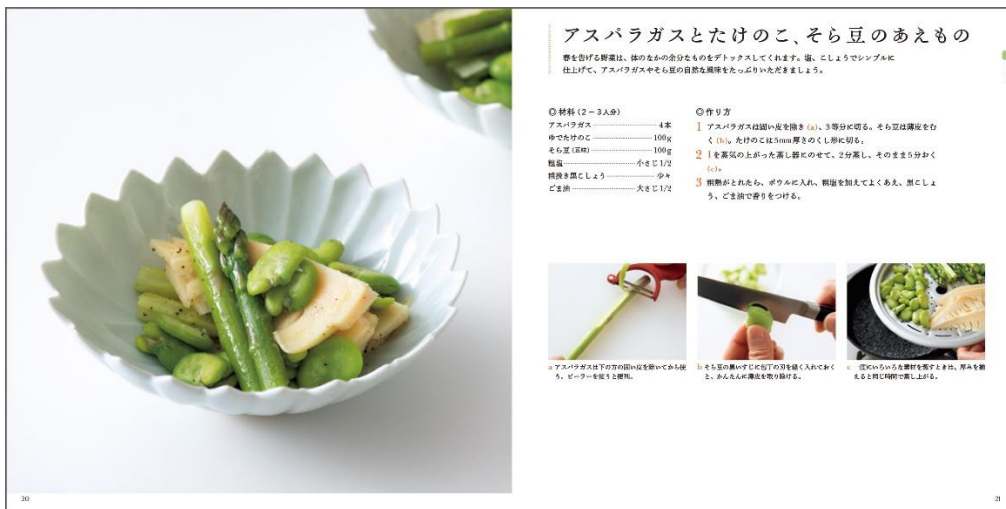 アスパラガスとたけのこ、そら豆のあえもの
春を告げる野菜は、体のなかの余分なものをデトックスしてくれます。塩、こしょうでシンプルに
仕上げて、アスパラガスやそら豆の自然な風味をたっぷりいただきましょう。
◎材料(2−3人分)
アスパラガス 4本
ゆでたけのこ 100g
そら豆(正味) 100g
粗塩 小さじ1/2
粗挽き黒こしょう 少々
ごま油 大さじ1/2
◎作り方
1 アスパラガスは固い皮を除き(a)、3等分に切る。そら豆は薄皮をむ
く(b)。たけのこは5mm厚さのくし形に切る。
2 1を蒸気の上がった蒸し器にのせて、2分蒸し、そのまま5分おく
(c)。
3 粗熱がとれたら、ボウルに入れ、粗塩を加えてよくあえ、黒こしょ
う、ごま油で香りをつける。
a アスパラガスは下の方の固い皮を除いてから使
う。ピーラーを使うと便利。
b そら豆の黒いすじに包丁の刃を軽く入れておく
と、かんたんに薄皮を取り除ける。
c 一度にいろいろな素材を蒸すときは、厚みを揃
えると同じ時間で蒸し上がる。
20
21